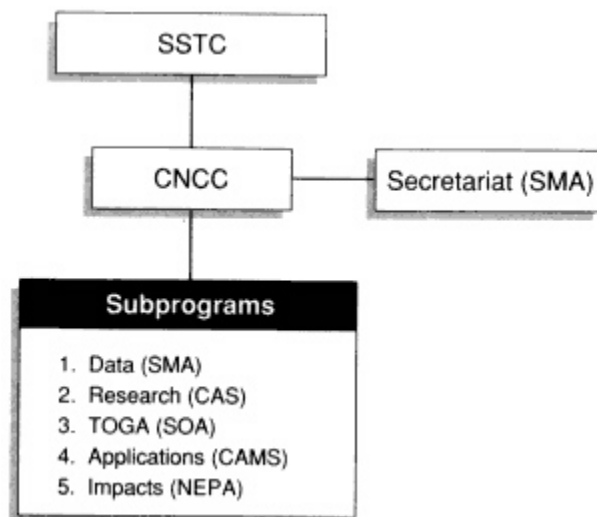 SSTC
CNCC
Secretariat (SMA)
Subprograms
1. Data (SMA)
2. Research (CAS)
3. TOGA (SOA)
4. Applications (CAMS)
5. Impacts (NEPA)